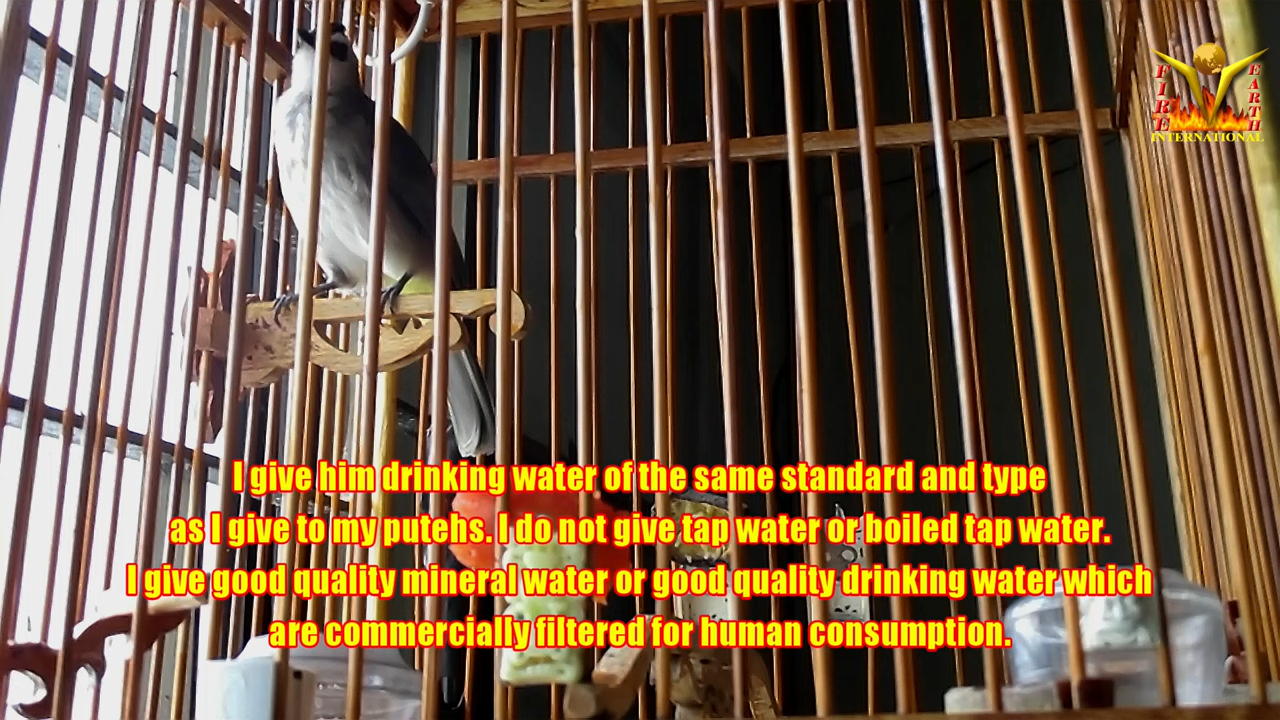 FIRE
EARTH
INTERNATIONAL
I give him drinking water of the same standard and type
as I give to my putehs. I do not give tap water or boiled tap water.
I give good quality mineral water or good quality drinking water which
are commercially filtered for human consumption.